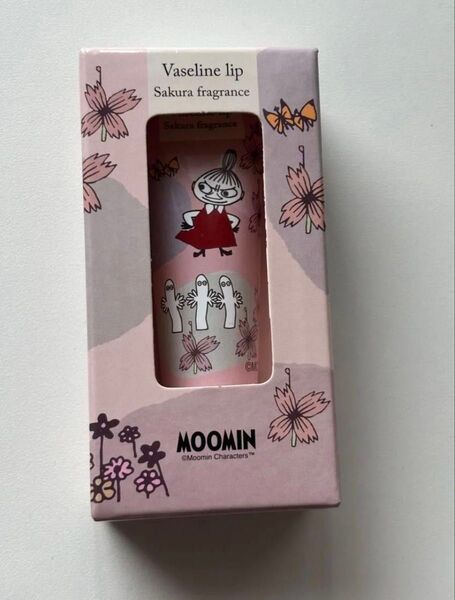 Vaseline lip
Sakura fragrance
Sakura fragrance
MOOMIN
©Moomin Characters™